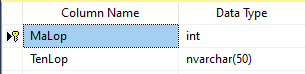 Column Name Data Type
MaLop int
TenLop nvarchar(50)